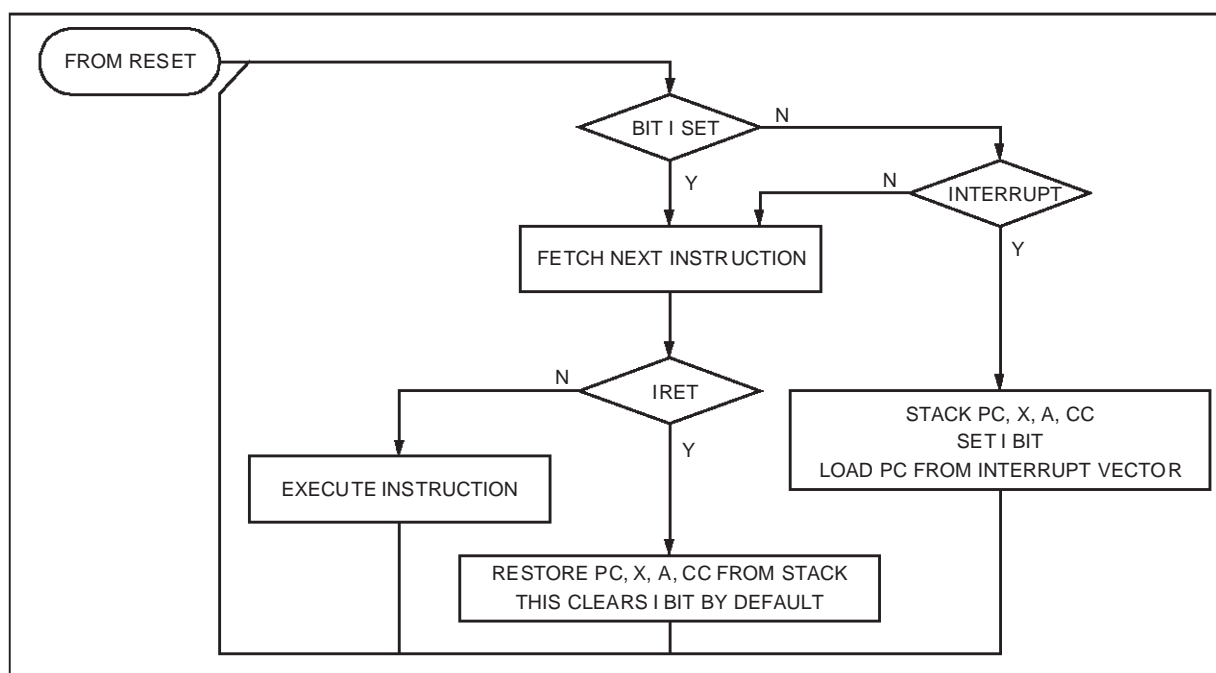 FROM RESET
BIT I SET
N
Y
N
INTERRUPT
FETCH NEXT INSTRUCTION
Y
N
IRET
STACK PC, X, A, CC
SET I BIT
LOAD PC FROM INTERRUPT VECTOR
Y
EXECUTE INSTRUCTION
RESTORE PC, X, A, CC FROM STACK
THIS CLEARS I BIT BY DEFAULT